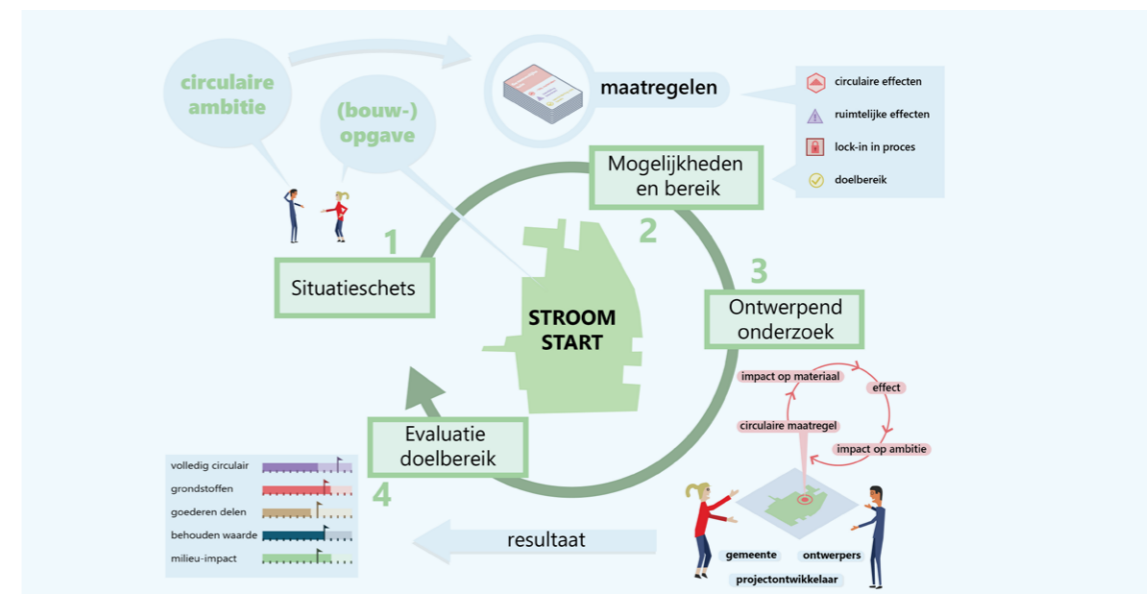 circulaire
ambitie
(bouw-)
opgave
maatregelen
circulaire effecten
ruimtelijke effecten
lock-in in proces
doelbereik
Mogelijkheden
en bereik
1
2
Situatieschets
3
Ontwerpend
onderzoek
STROOM
START
impact op materiaal
effect
circulaire maatregel
impact op ambitie
Evaluatie
doelbereik
4
volledig circulair
grondstoffen
goederen delen
behouden waarde
milieu-impact
resultaat
gemeente
ontwerpers
projectontwikkelaar